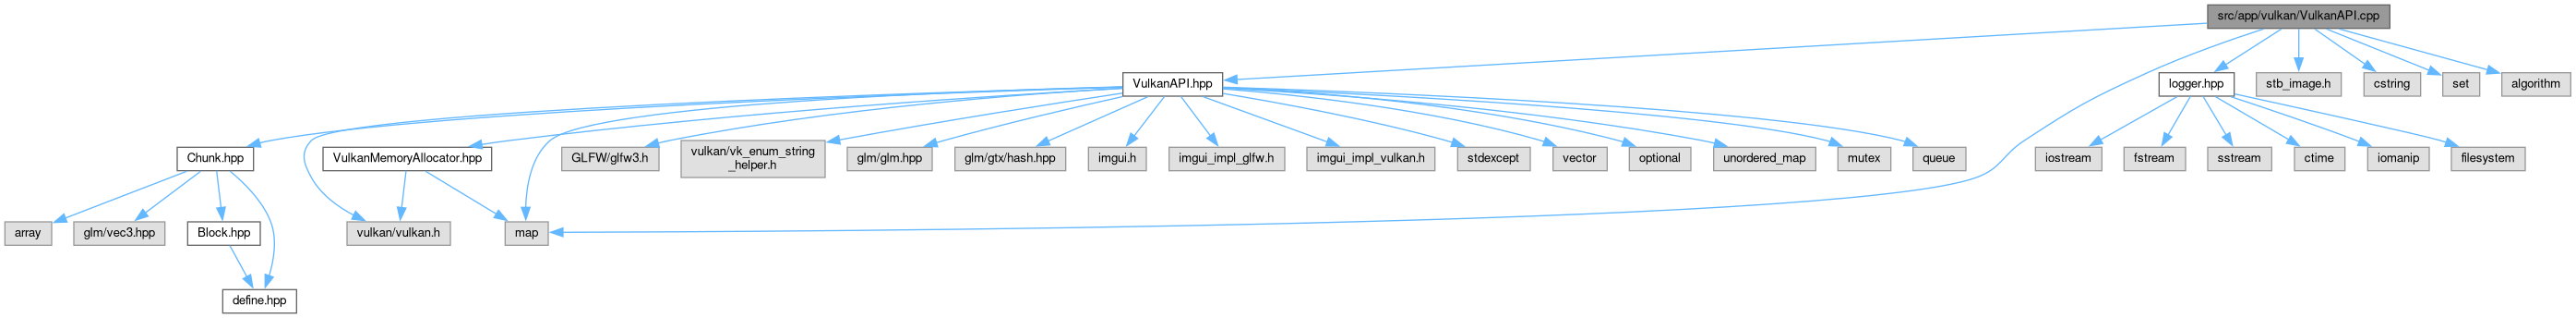 src/app/vulkan/VulkanAPI.cpp
VulkanAPI.hpp
logger.hpp
stb_image.h
cstring
set
algorithm
Chunk.hpp
VulkanMemoryAllocator.hpp
GLFW/glfw3.h
vulkan/vk_enum_string
_helper.h
glm/glm.hpp
glm/gtx/hash.hpp
imgui.h
imgui_impl_glfw.h
imgui_impl_vulkan.h
stdexcept
vector
optional
unordered_map
mutex
queue
iostream
fstream
sstream
ctime
iomanip
filesystem
array
glm/vec3.hpp
Block.hpp
vulkan/vulkan.h
map
define.hpp